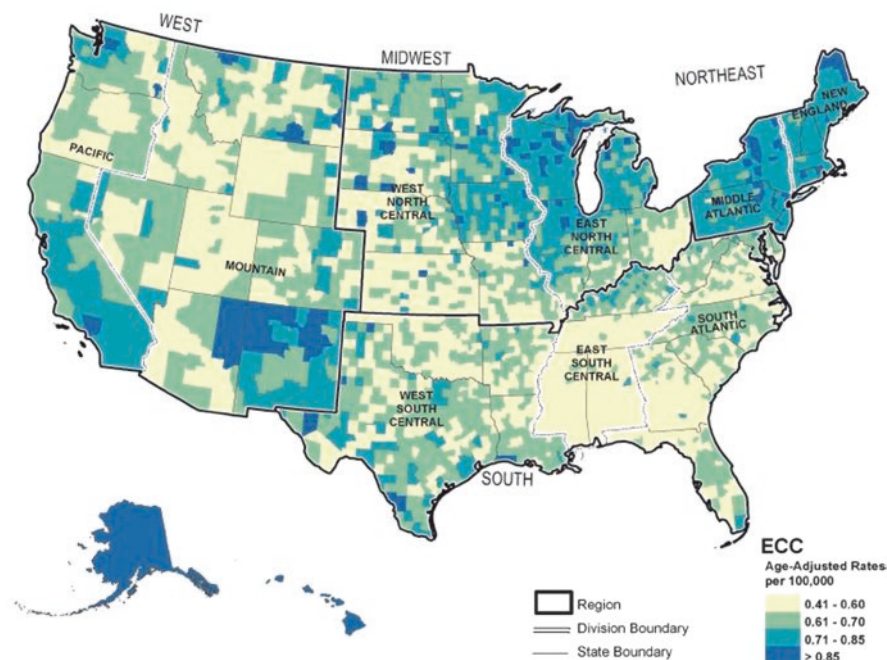 WEST
MIDWEST
NORTHEAST
NEW
ENGLAND
PACIFIC
WEST
NORTH
CENTRAL
MIDDLE
ATLANTIC
EAST
NORTH
CENTRAL
MOUNTAIN
SOUTH
ATLANTIC
EAST
SOUTH
CENTRAL
WEST
SOUTH
CENTRAL
SOUTH
ECC
Age-Adjusted Rates
per 100,000
0.41 - 0.60
0.61 - 0.70
0.71 - 0.85
> 0.85
Region
Division Boundary
State Boundary